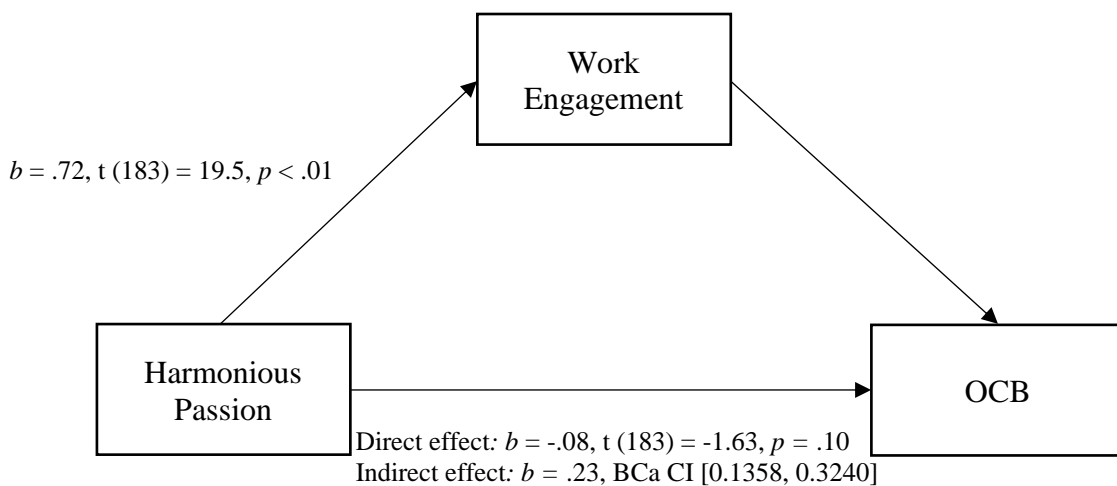 Work
Engagement
b = .72, t (183) = 19.5, p < .01
Harmonious
Passion
OCB
Direct effect: b = -.08, t (183) = -1.63, p = .10
Indirect effect: b = .23, BCa CI [0.1358, 0.3240]